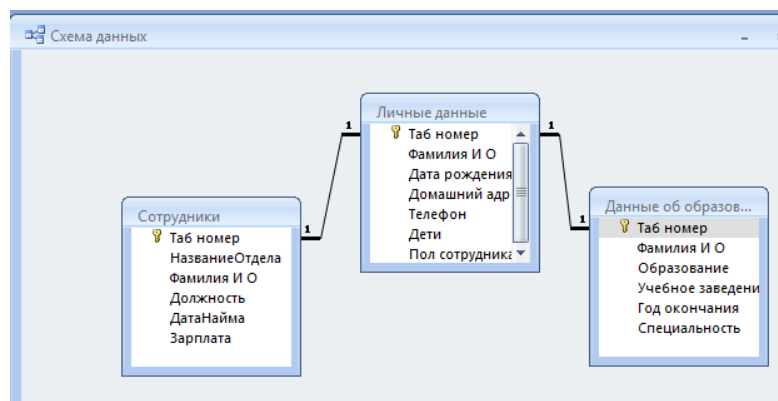 Схема данных
Личные данные
Таб номер
Фамилия И О
Дата рождения
Домашний адр
Телефон
Дети
Пол сотрудника
1
1
Сотрудники
Таб номер
НазваниеОтдела
Фамилия И О
Должность
ДатаНайма
Зарплата
1
Данные об образов...
Таб номер
Фамилия И О
Образование
Учебное заведени
Год окончания
Специальность
1